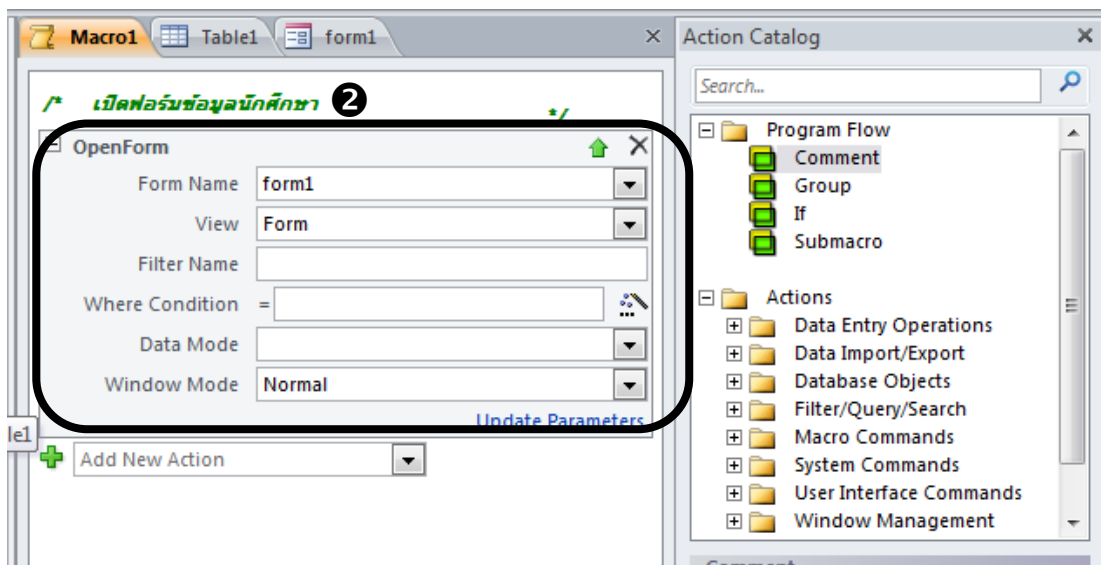 Macro1 Table1 form1
/* เปิดฟอร์มข้อมูลนักศึกษา ❷ */
OpenForm
Form Name form1
View Form
Filter Name
Where Condition =
Data Mode
Window Mode Normal
Update Parameters
le1
Add New Action
Action Catalog
Search...
Program Flow
Comment
Group
If
Submacro
Actions
Data Entry Operations
Data Import/Export
Database Objects
Filter/Query/Search
Macro Commands
System Commands
User Interface Commands
Window Management
Comment